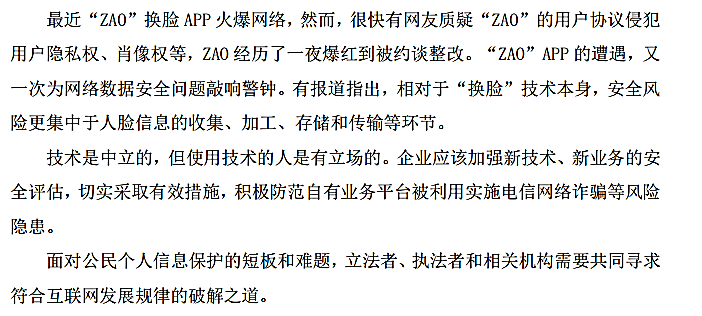 最近“ZAO”换脸 APP 火爆网络，然而，很快有网友质疑“ZAO”的用户协议侵犯
用户隐私权、肖像权等，ZAO 经历了一夜爆红到被约谈整改。“ZAO”APP 的遭遇，又
一次为网络数据安全问题敲响警钟。有报道指出，相对于“换脸”技术本身，安全风
险更集中于人脸信息的收集、加工、存储和传输等环节。
技术是中立的，但使用技术的人是有立场的。企业应该加强新技术、新业务的安
全评估，切实采取有效措施，积极防范自有业务平台被利用实施电信网络诈骗等风险
隐患。
面对公民个人信息保护的短板和难题，立法者、执法者和相关机构需要共同寻求
符合互联网发展规律的破解之道。